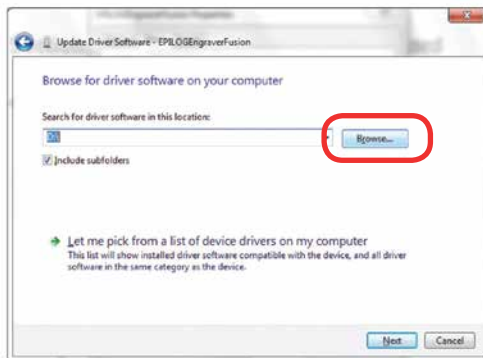 Update Driver Software - EPILOGEngraverFusion
Browse for driver software on your computer
Search for driver software in this location:
Browse...
Include subfolders
Let me pick from a list of device drivers on my computer
This list will show installed driver software compatible with the device, and all driver
software in the same category as the device.
Next Cancel